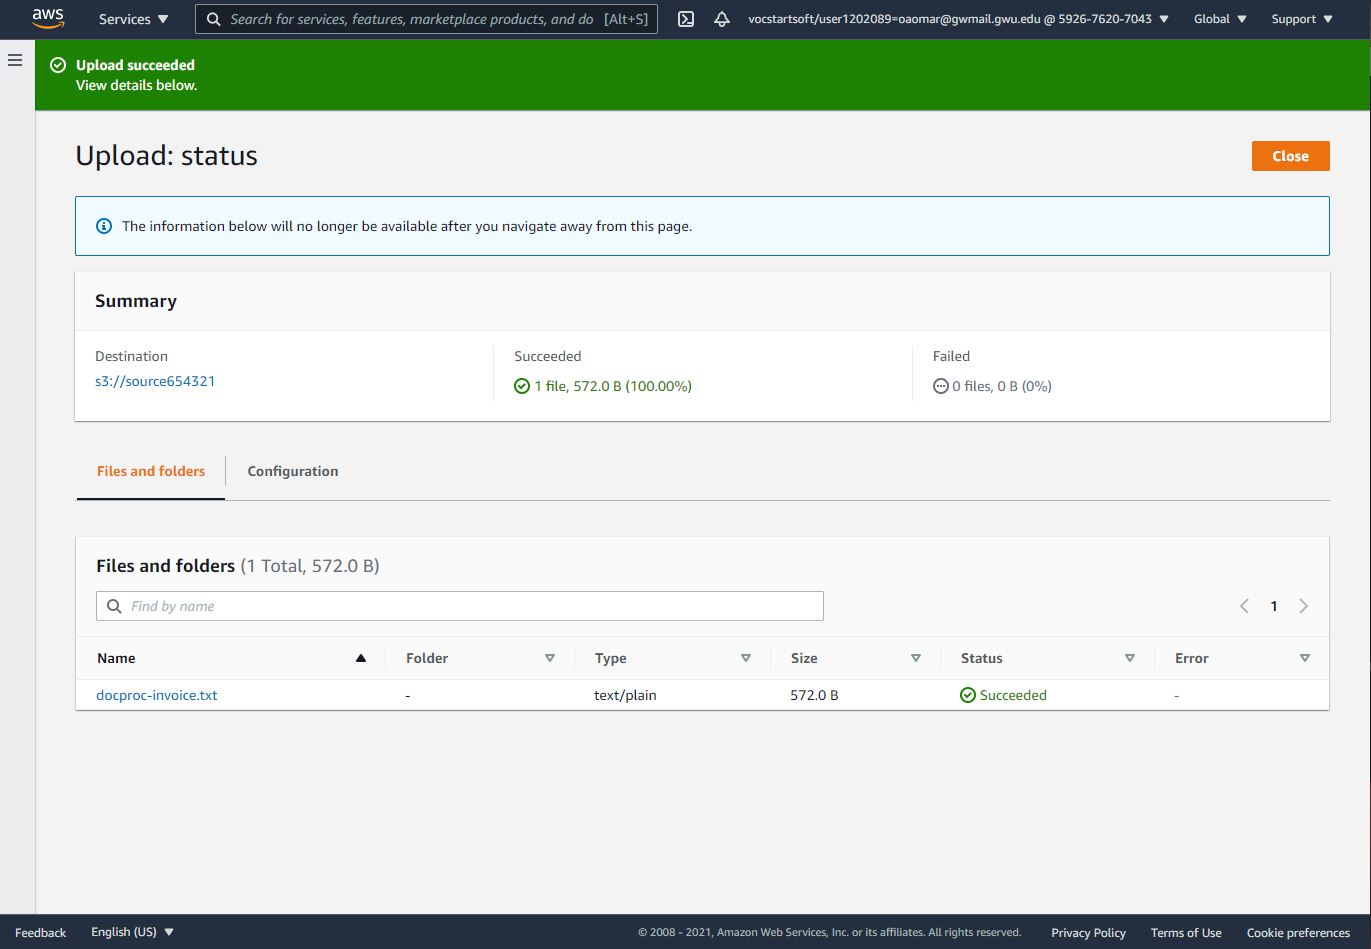 aws
Services
Search for services, features, marketplace products, and do [Alt+S]
vocstartsoft/user1202089=oaomar@gwmail.gwu.edu @ 5926-7620-7043
Global
Support
Upload succeeded
View details below.
Upload: status
Close
The information below will no longer be available after you navigate away from this page.
Summary
Destination
s3://source654321
Succeeded
1 file, 572.0 B (100.00%)
Failed
0 files, 0 B (0%)
Files and folders
Configuration
Files and folders (1 Total, 572.0 B)
Find by name
1
Name Folder Type Size Status Error
docproc-invoice.txt - text/plain 572.0 B Succeeded -
Feedback
English (US)
© 2008 - 2021, Amazon Web Services, Inc. or its affiliates. All rights reserved.
Privacy Policy
Terms of Use
Cookie preferences